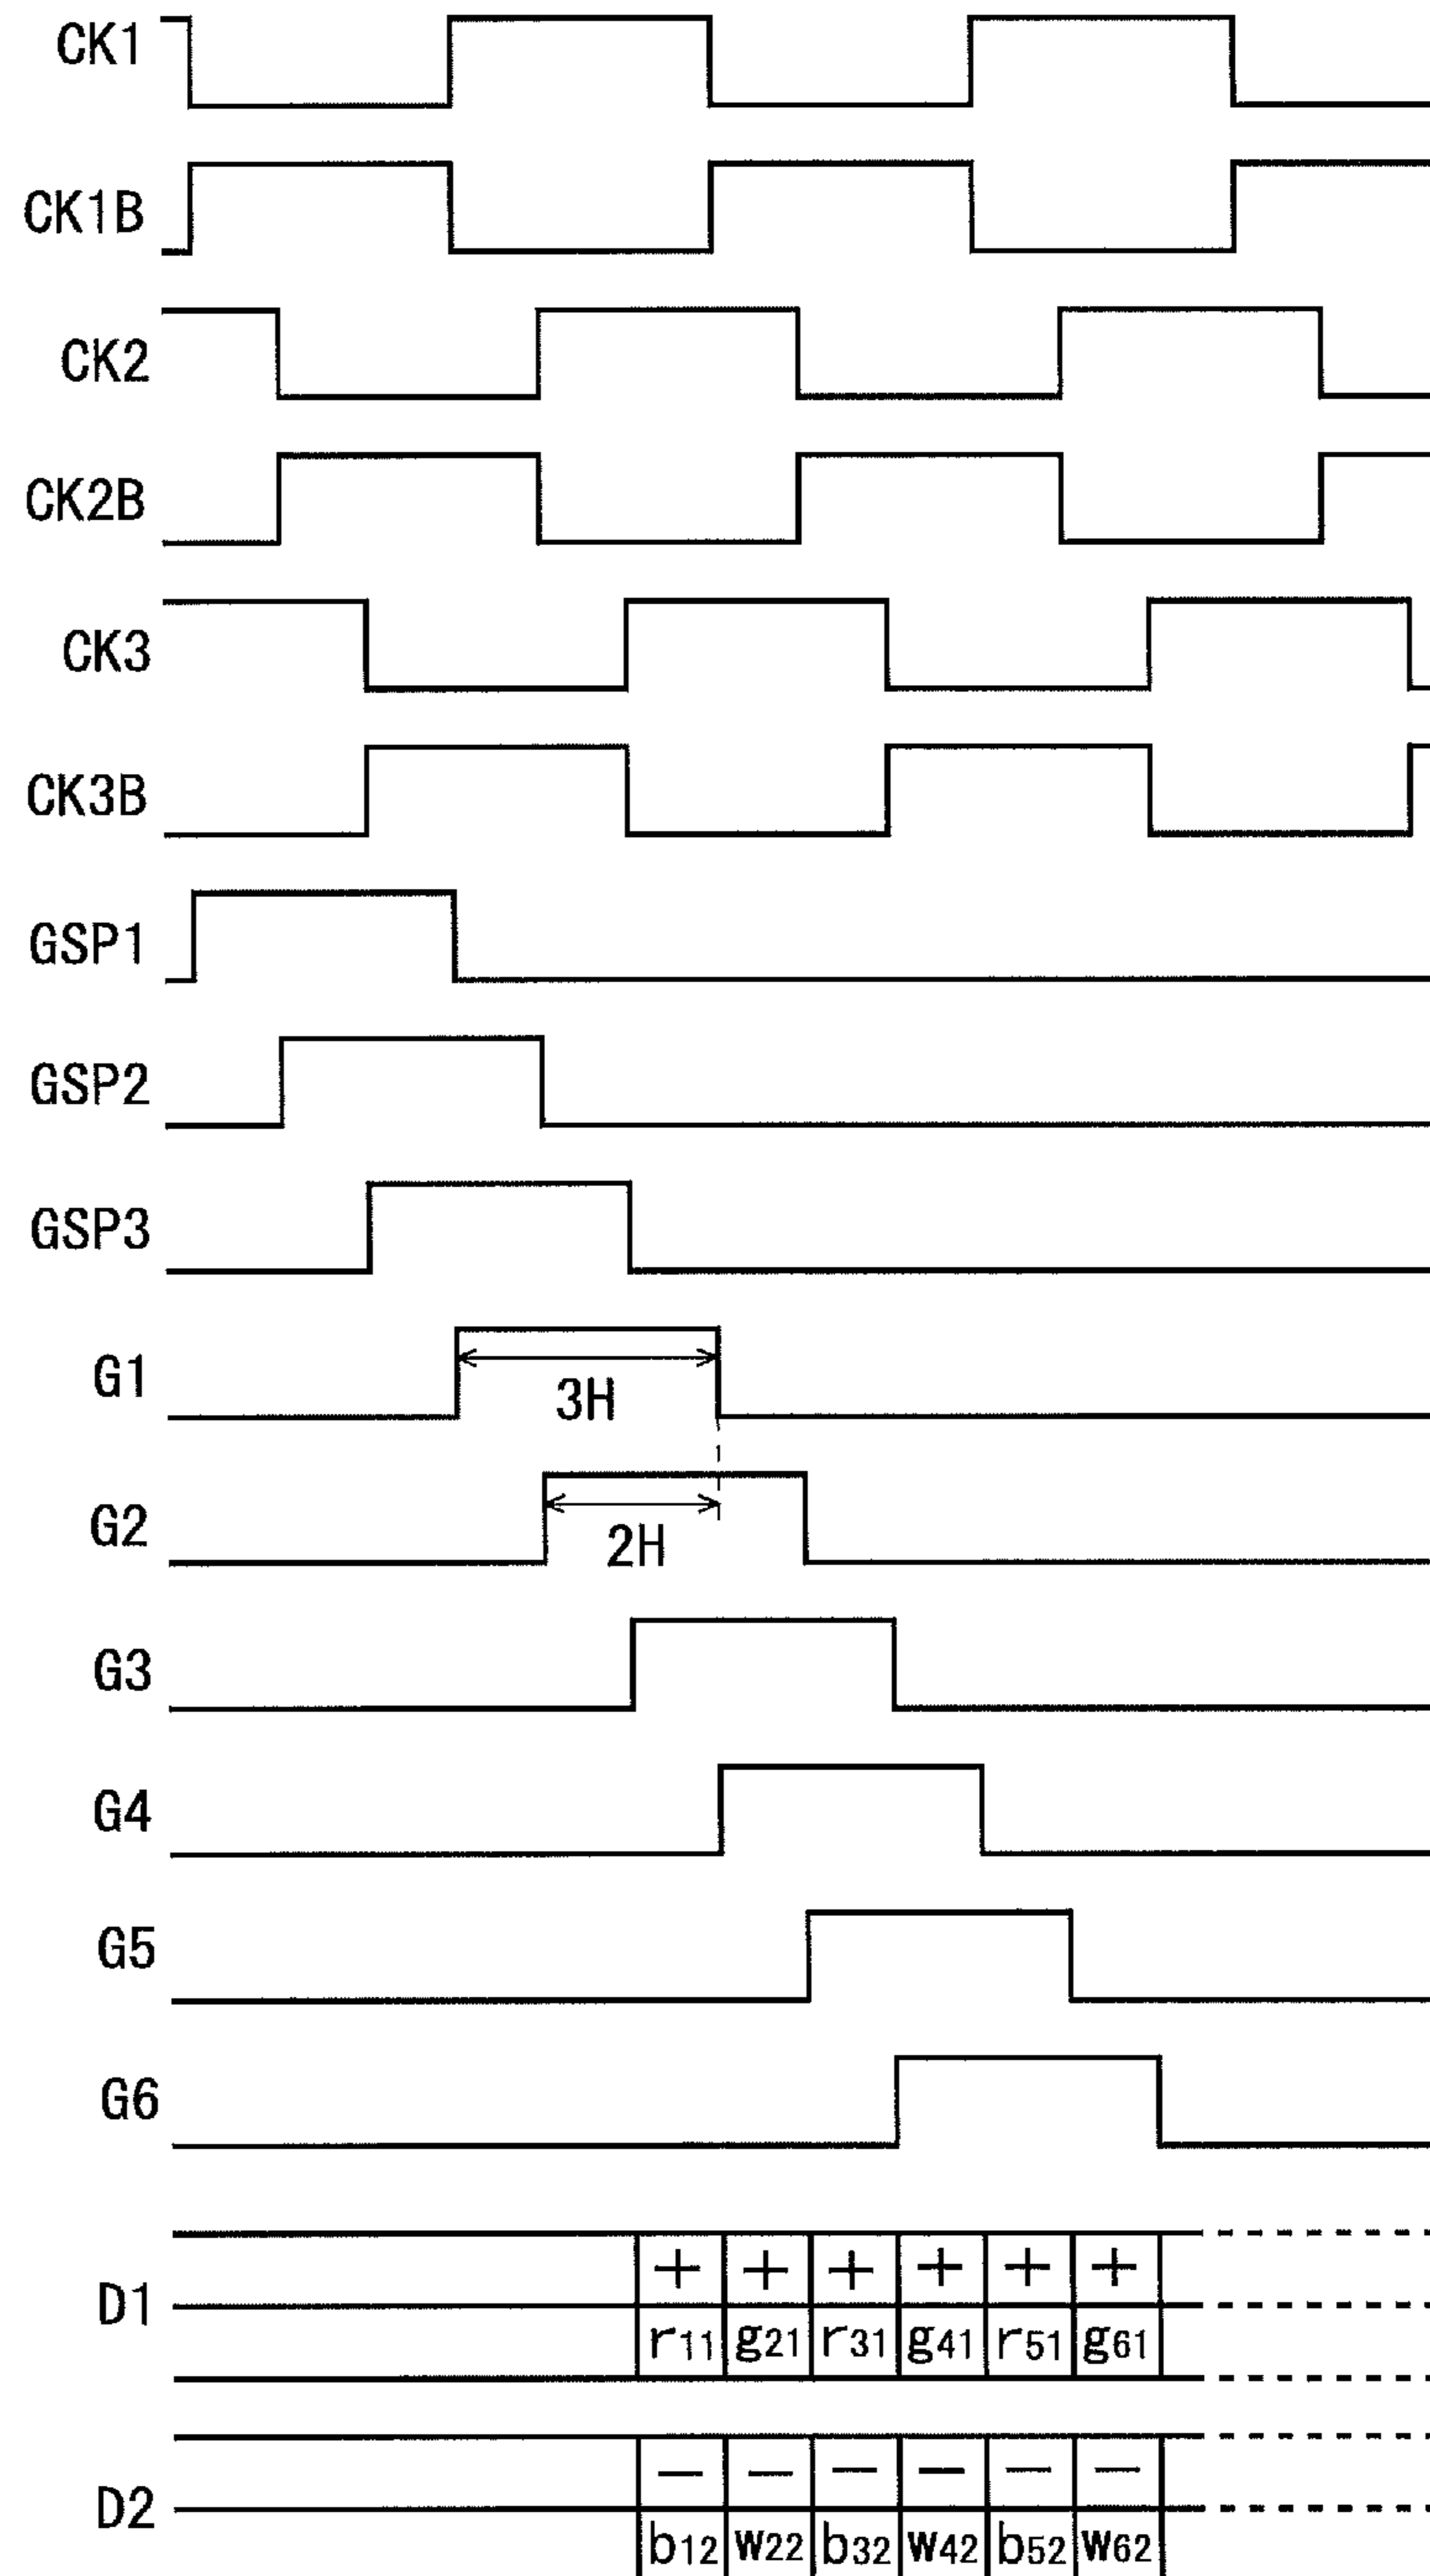 CK1
CK1B
CK2
CK2B
CK3
CK3B
GSP1
GSP2
GSP3
G1
3H
G2
2H
G3
G4
G5
G6
D1
+ + + + + +
r11 g21 r31 g41 r51 g61
D2
− − − − − −
b12 w22 b32 w42 b52 w62